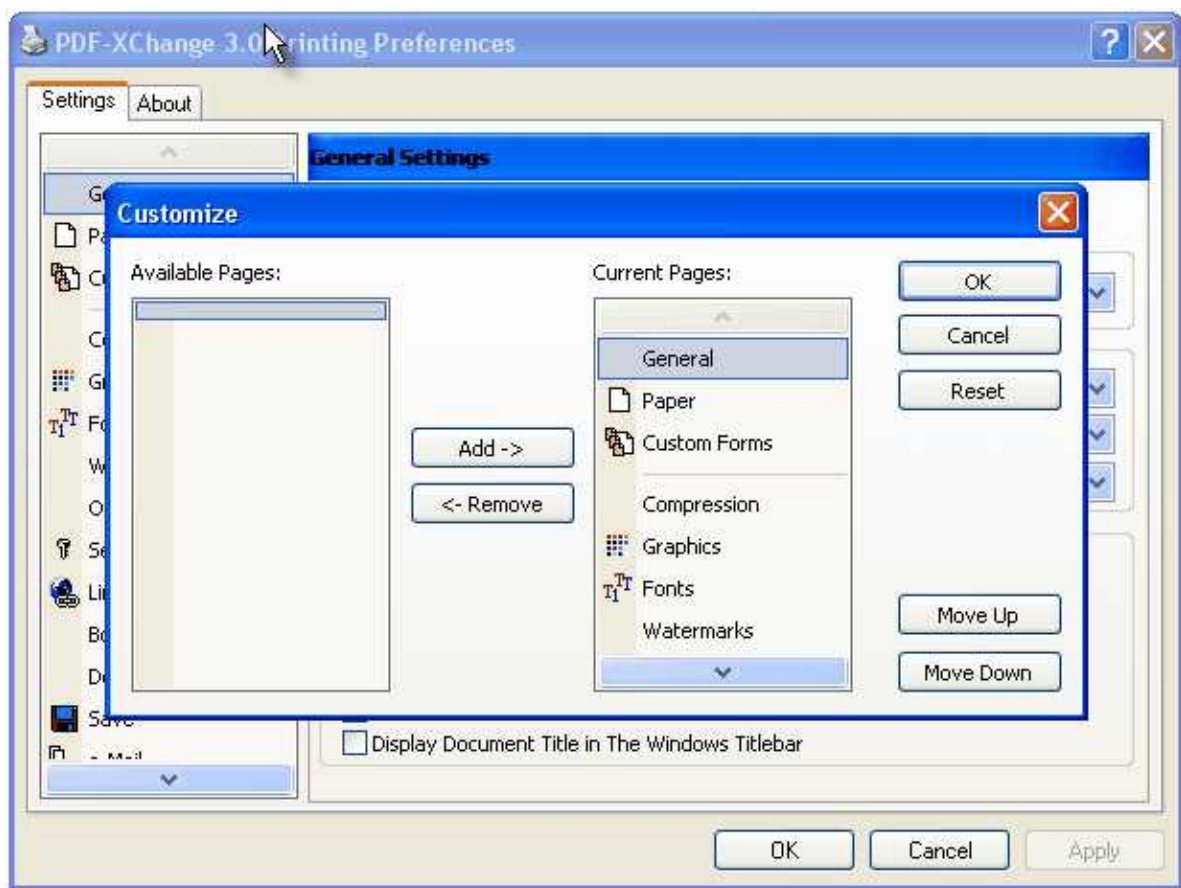 PDF-XChange 3.0 Printing Preferences
Settings
About
General Settings
Customize
Available Pages:
Current Pages:
General
Paper
Custom Forms
Compression
Graphics
Fonts
Watermarks
Add ->
<- Remove
OK
Cancel
Reset
Move Up
Move Down
Save
e-Mail
Display Document Title in The Windows Titlebar
OK
Cancel
Apply